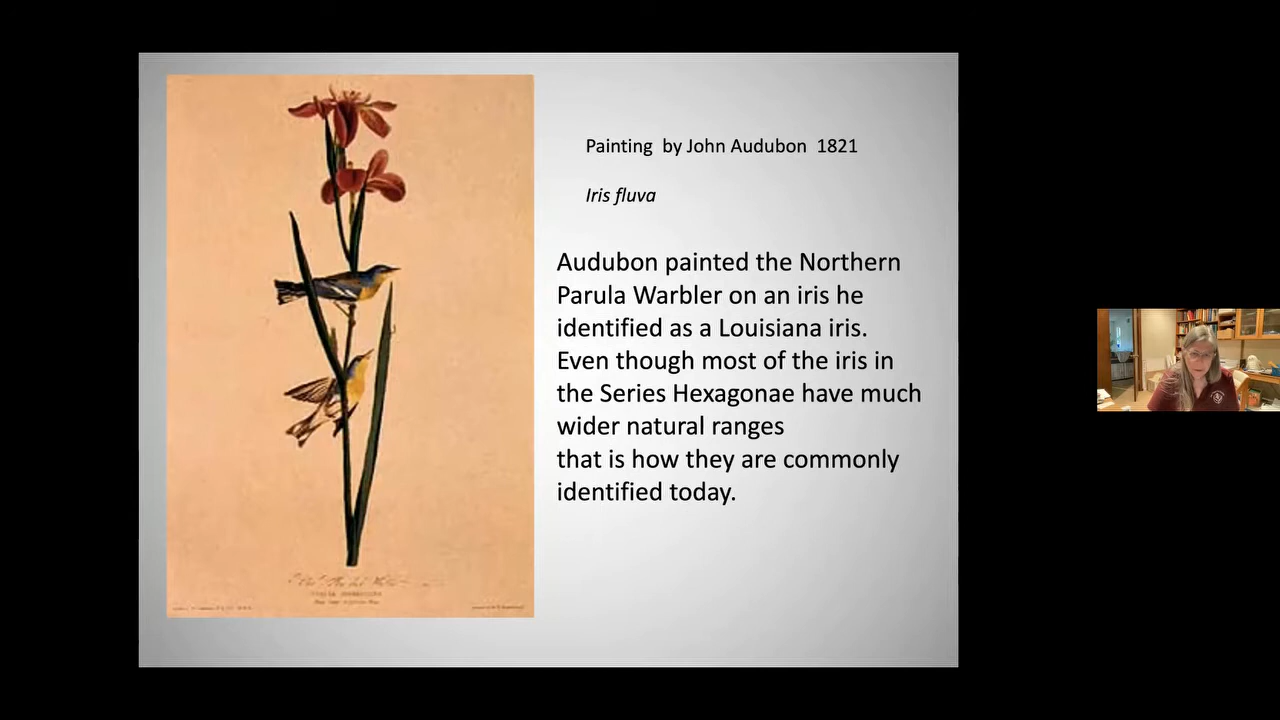 Painting by John Audubon 1821
Iris fluva
Audubon painted the Northern
Parula Warbler on an iris he
identified as a Louisiana iris.
Even though most of the iris in
the Series Hexagonae have much
wider natural ranges
that is how they are commonly
identified today.